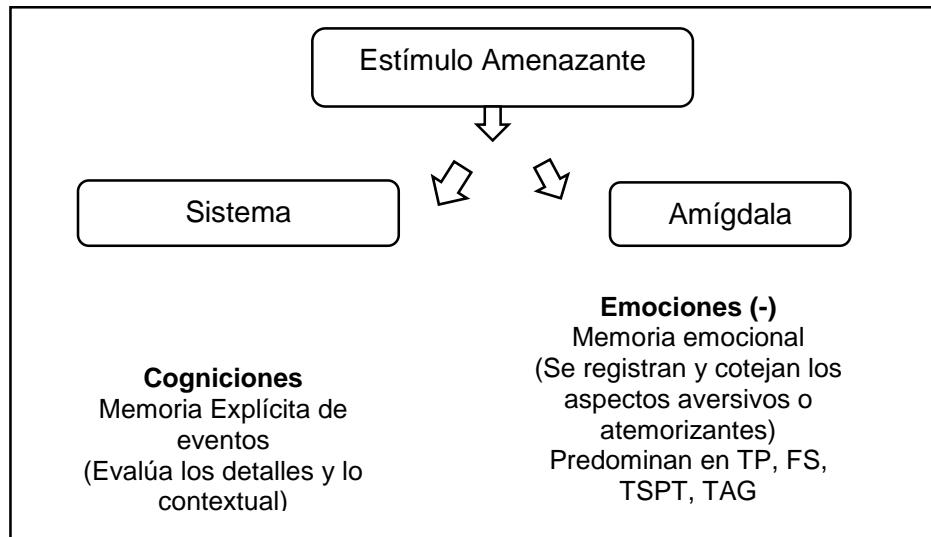 Estímulo Amenazante
Sistema
Amígdala
Cogniciones
Memoria Explícita de
eventos
(Evalúa los detalles y lo
contextual)
Emociones (-)
Memoria emocional
(Se registran y cotejan los
aspectos aversivos o
atemorizantes)
Predominan en TP, FS,
TSPT, TAG